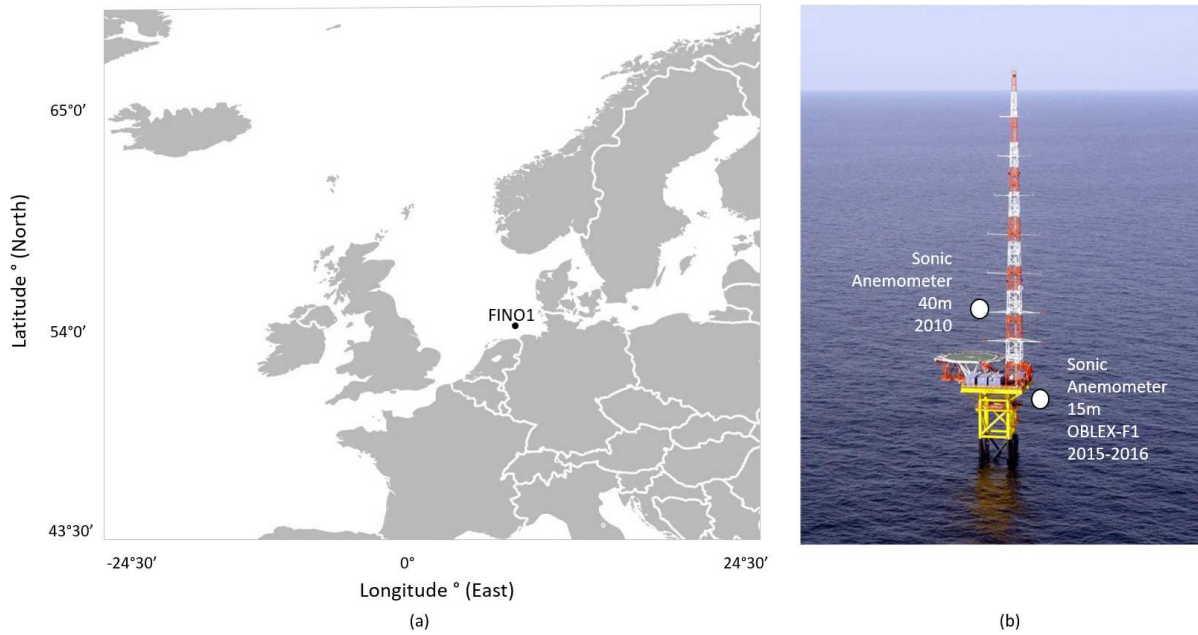 65°0′
54°0′
43°30′
Latitude ° (North)
FINO1
-24°30′
0°
24°30′
Longitude ° (East)
(a)
Sonic
Anemometer
40m
2010
Sonic
Anemometer
15m
OBLEX-F1
2015-2016
(b)